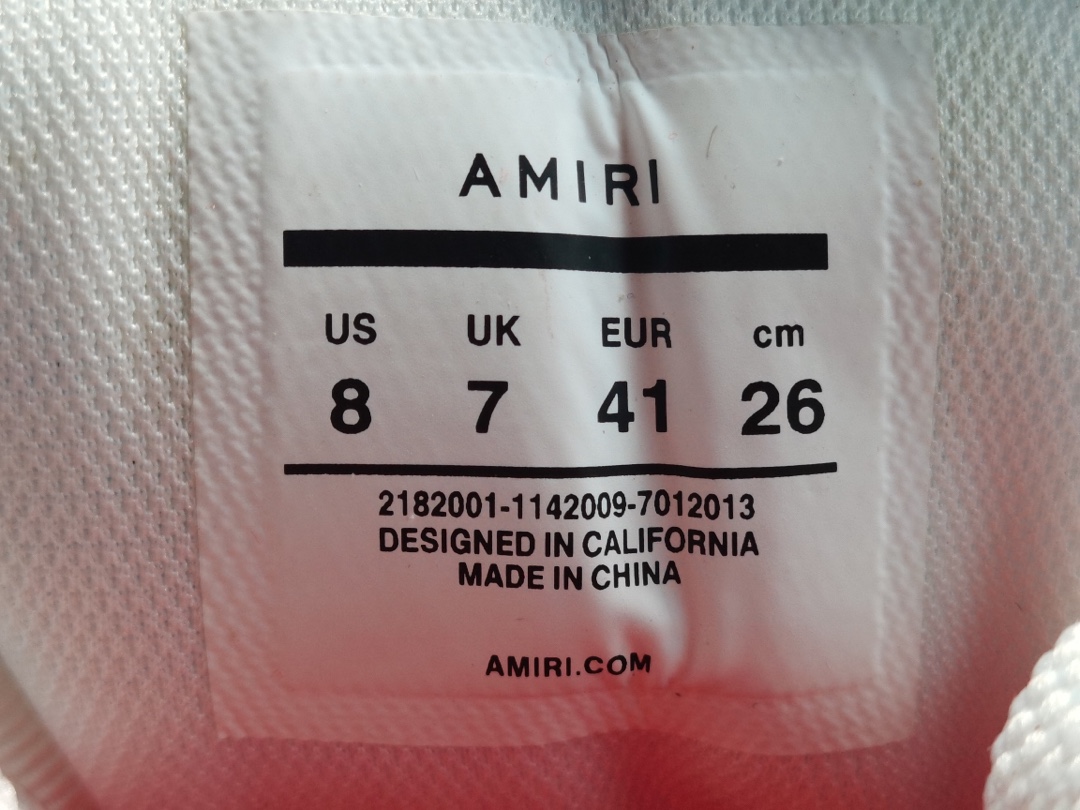 AMIRI
US UK EUR cm
8 7 41 26
2182001-1142009-7012013
DESIGNED IN CALIFORNIA
MADE IN CHINA
AMIRI.COM